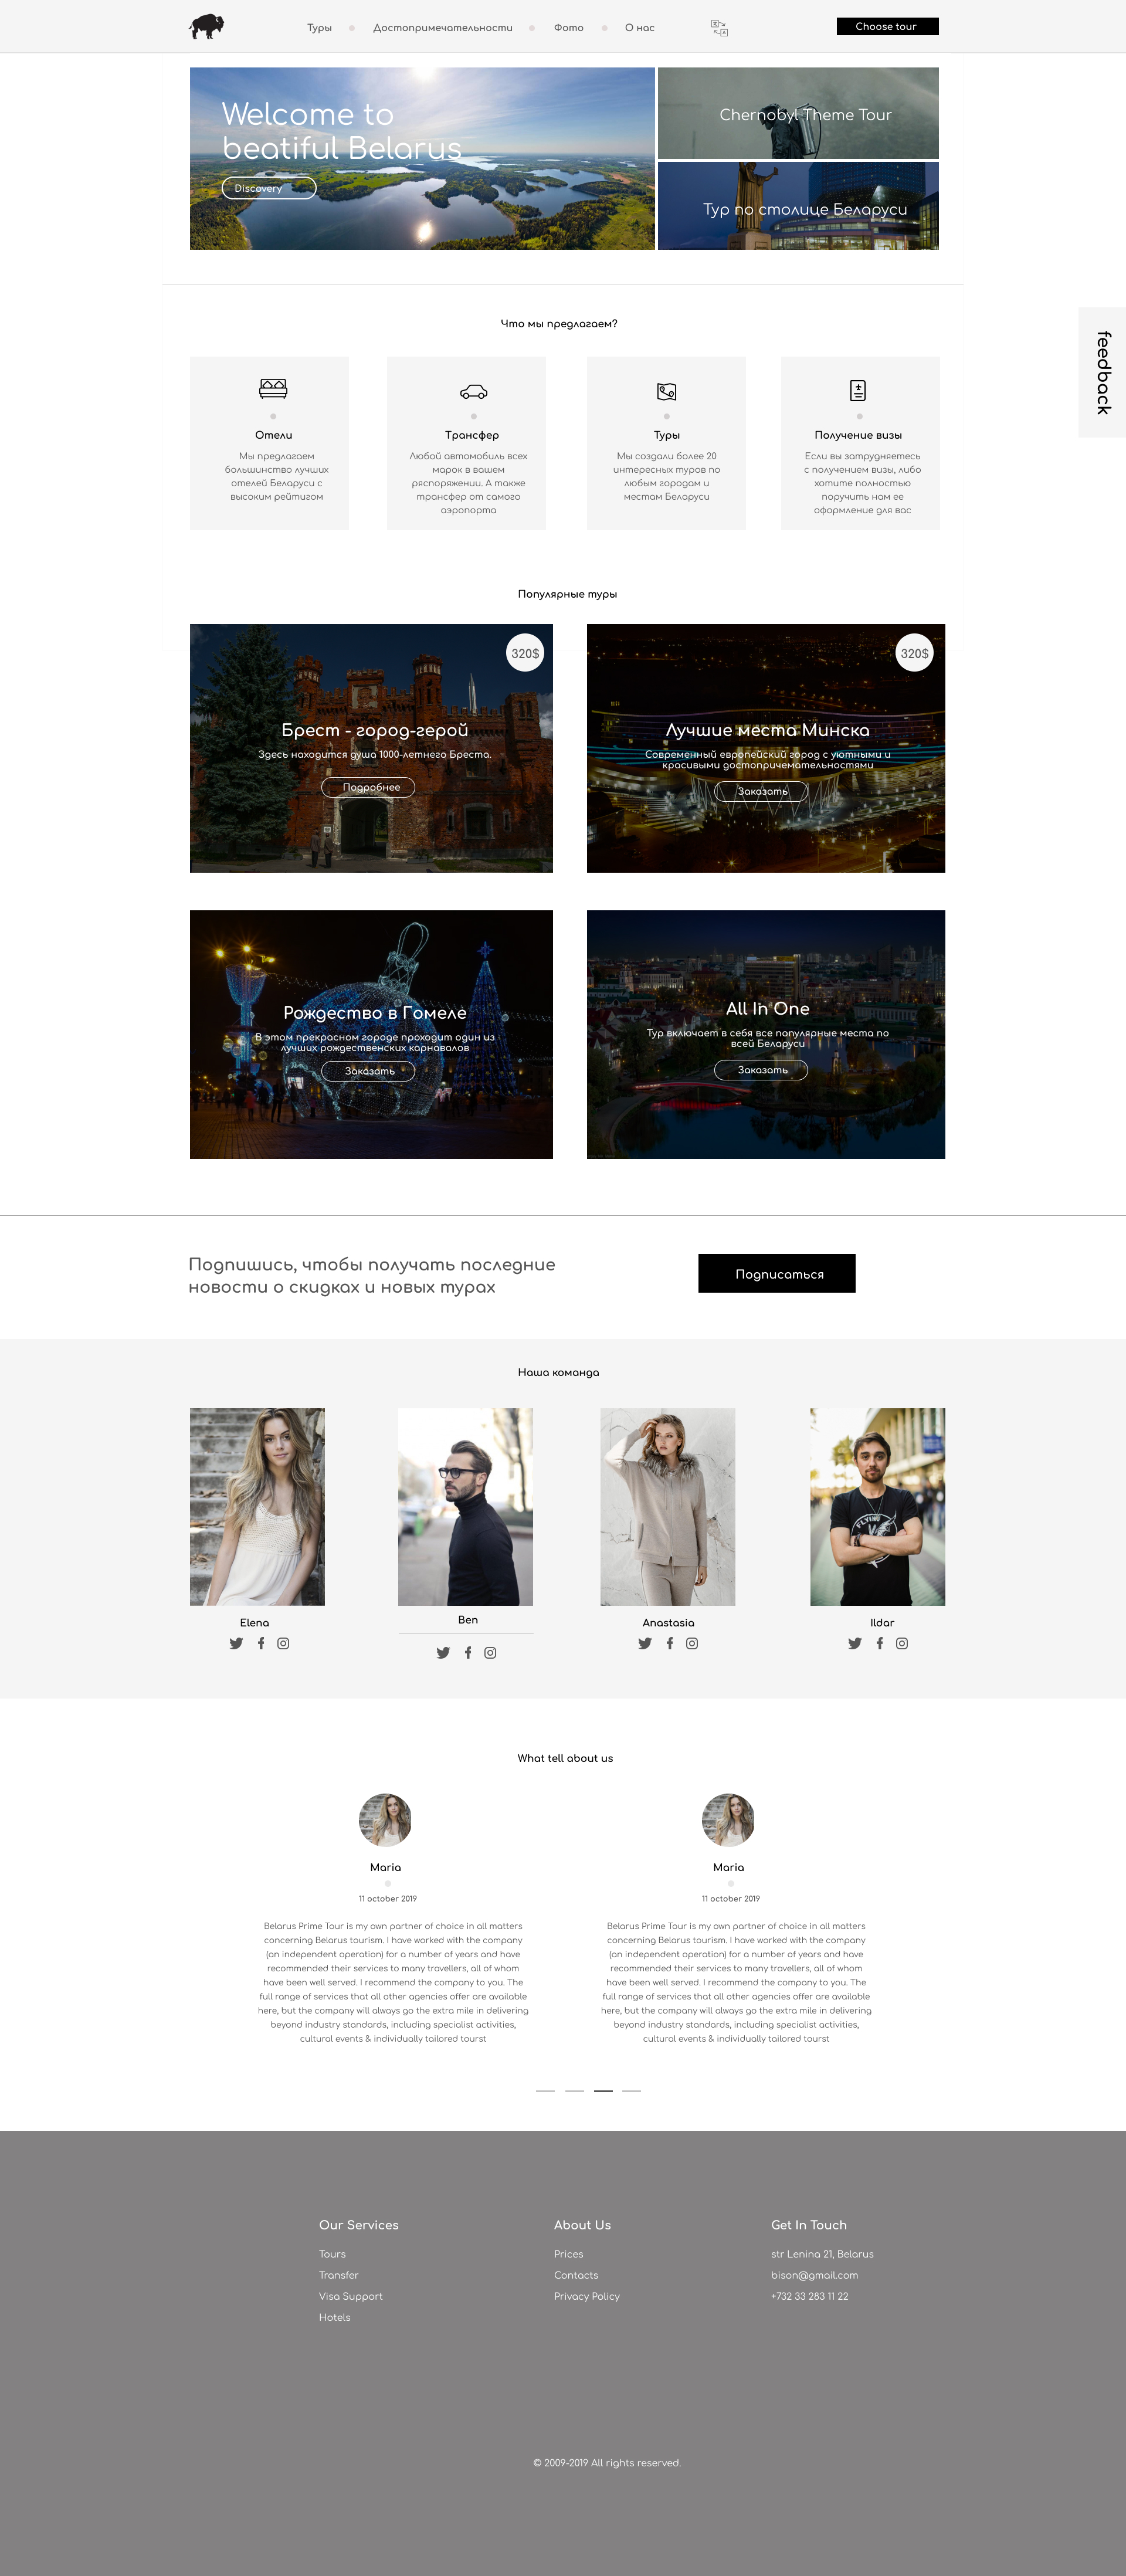 Туры
Достопримечательности
Фото
О нас
Choose tour
Welcome to
beatiful Belarus
Discovery
Chernobyl Theme Tour
Тур по столице Беларуси
feedback
Что мы предлагаем?
Отели
Мы предлагаем
большинство лучших
отелей Беларуси с
высоким рейтигом
Трансфер
Любой автомобиль всех
марок в вашем
ряспоряжении. А также
трансфер от самого
аэропорта
Туры
Мы создали более 20
интересных туров по
любым городам и
местам Беларуси
Получение визы
Если вы затрудняетесь
с получением визы, либо
хотите полностью
поручить нам ее
оформление для вас
Популярные туры
320$
Брест - город-герой
Здесь находится душа 1000-летнего Бреста.
Подробнее
320$
Лучшие места Минска
Современный европейский город с уютными и
красивыми достопричемательностями
Заказать
Рождество в Гомеле
В этом прекрасном городе проходит один из
лучших рождественских карнавалов
Заказать
All In One
Тур включает в себя все популярные места по
всей Беларуси
Заказать
Подпишись, чтобы получать последние
новости о скидках и новых турах
Подписаться
Наша команда
FLYING
V
Elena
Ben
Anastasia
Ildar
What tell about us
Maria
11 october 2019
Belarus Prime Tour is my own partner of choice in all matters
concerning Belarus tourism. I have worked with the company
(an independent operation) for a number of years and have
recommended their services to many travellers, all of whom
have been well served. I recommend the company to you. The
full range of services that all other agencies offer are available
here, but the company will always go the extra mile in delivering
beyond industry standards, including specialist activities,
cultural events & individually tailored tourst
Maria
11 october 2019
Belarus Prime Tour is my own partner of choice in all matters
concerning Belarus tourism. I have worked with the company
(an independent operation) for a number of years and have
recommended their services to many travellers, all of whom
have been well served. I recommend the company to you. The
full range of services that all other agencies offer are available
here, but the company will always go the extra mile in delivering
beyond industry standards, including specialist activities,
cultural events & individually tailored tourst
Our Services
Tours
Transfer
Visa Support
Hotels
About Us
Prices
Contacts
Privacy Policy
Get In Touch
str Lenina 21, Belarus
bison@gmail.com
+732 33 283 11 22
© 2009-2019 All rights reserved.